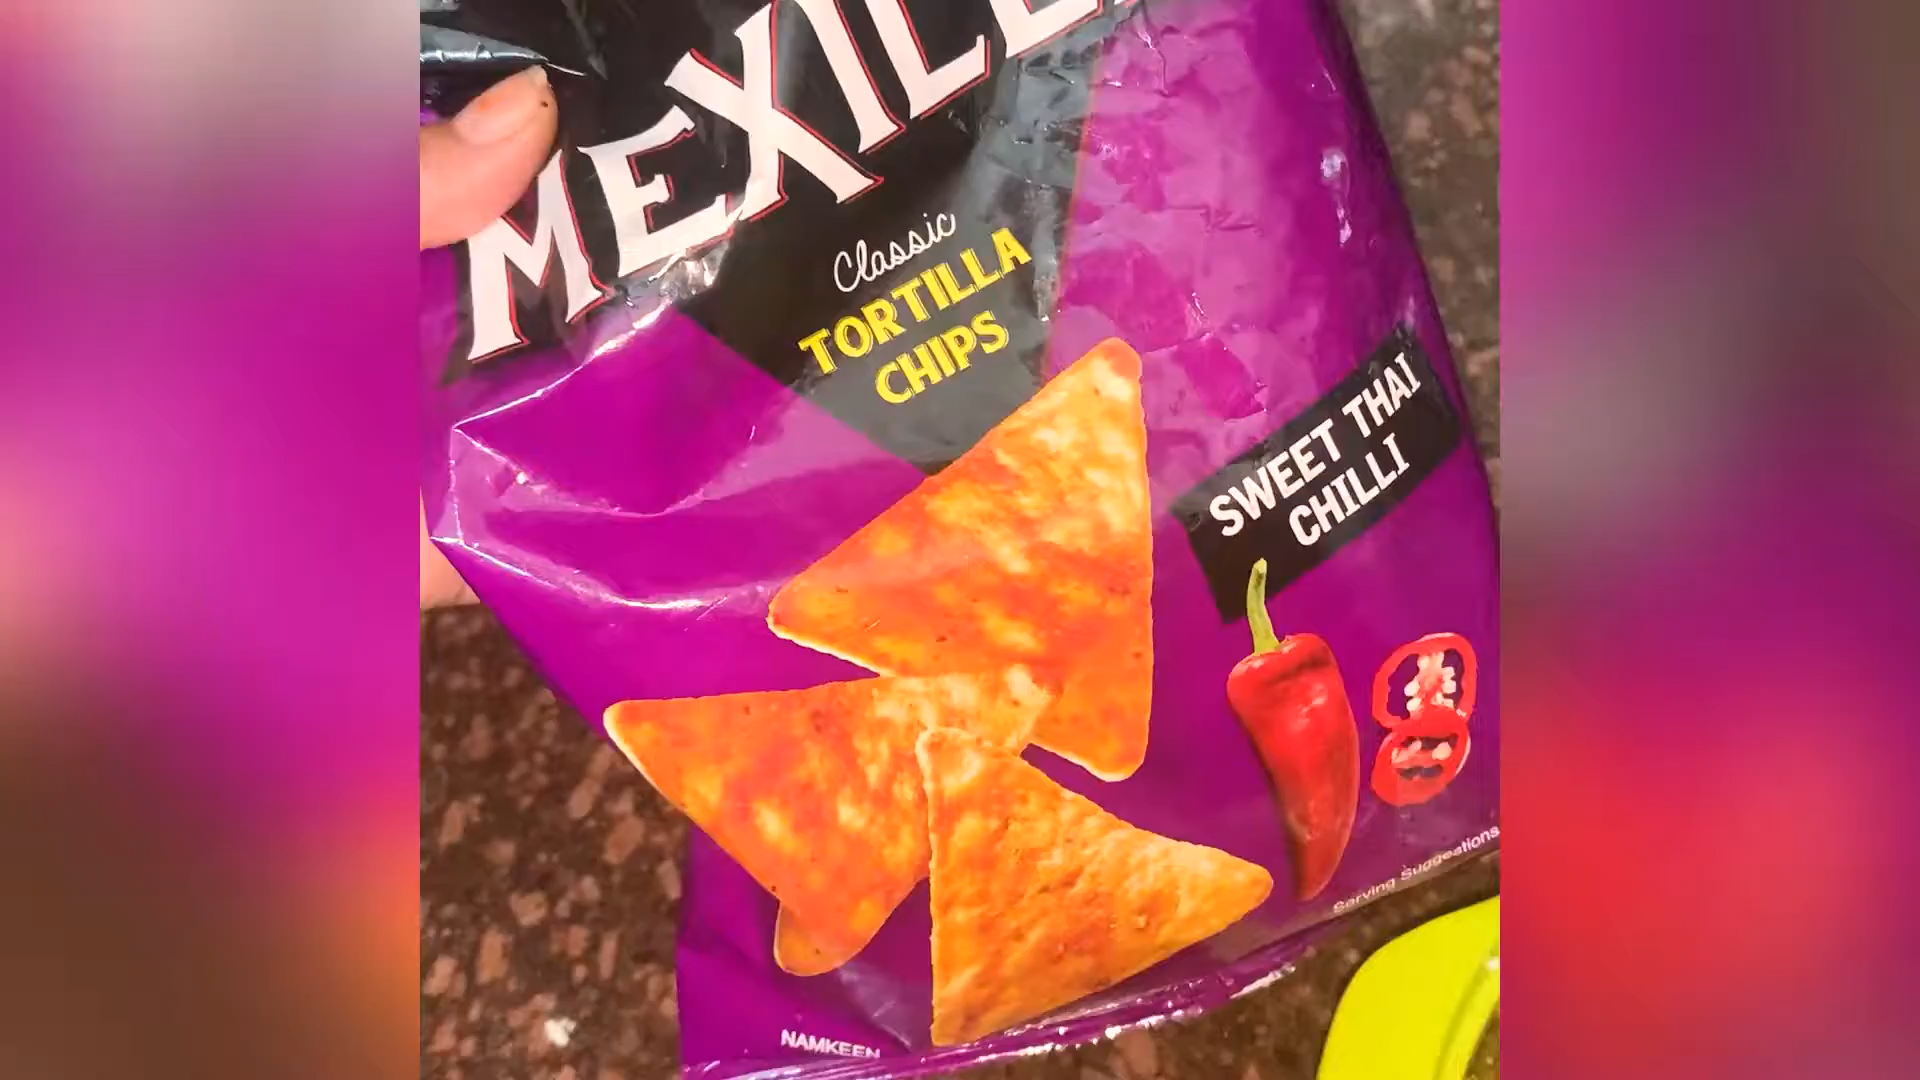 Classic
TORTILLA
CHIPS
SWEET THAI
CHILLI
Serving Suggestions
NAMKEEN